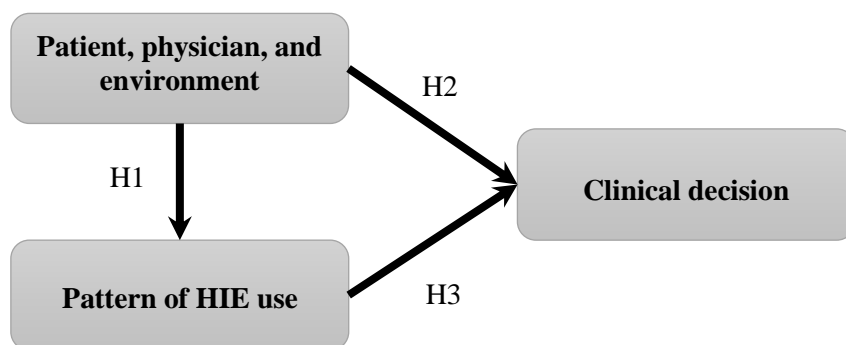 Patient, physician, and
environment
H2
H1
Clinical decision
Pattern of HIE use
H3